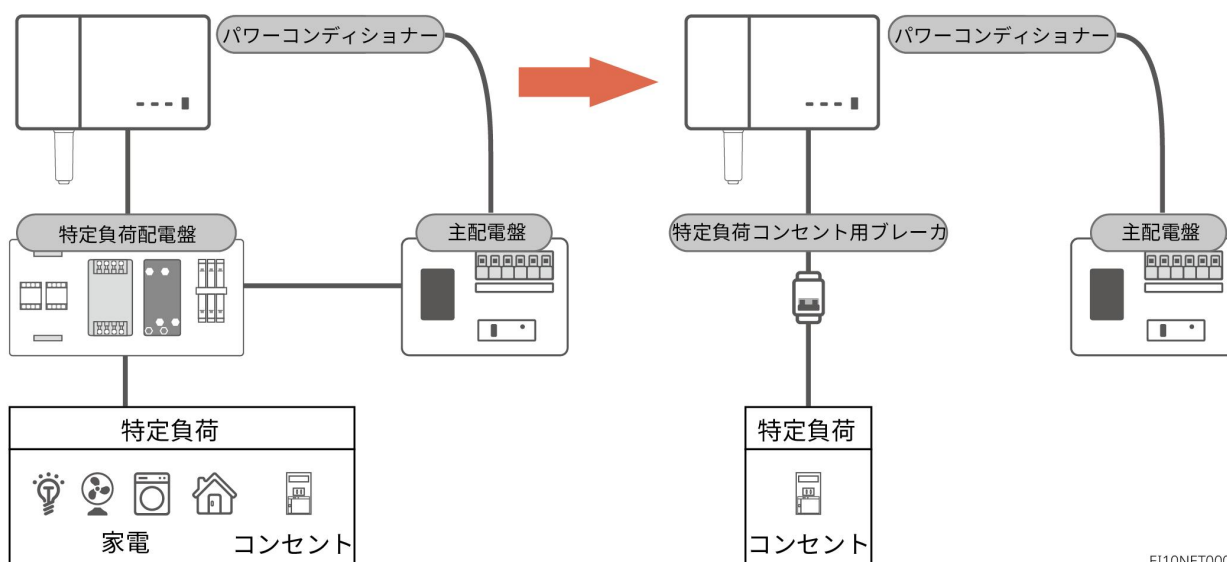 パワーコンディショナー
特定負荷配電盤
主配電盤
特定負荷
家電
コンセント
パワーコンディショナー
特定負荷コンセント用ブレーカ
主配電盤
特定負荷
コンセント